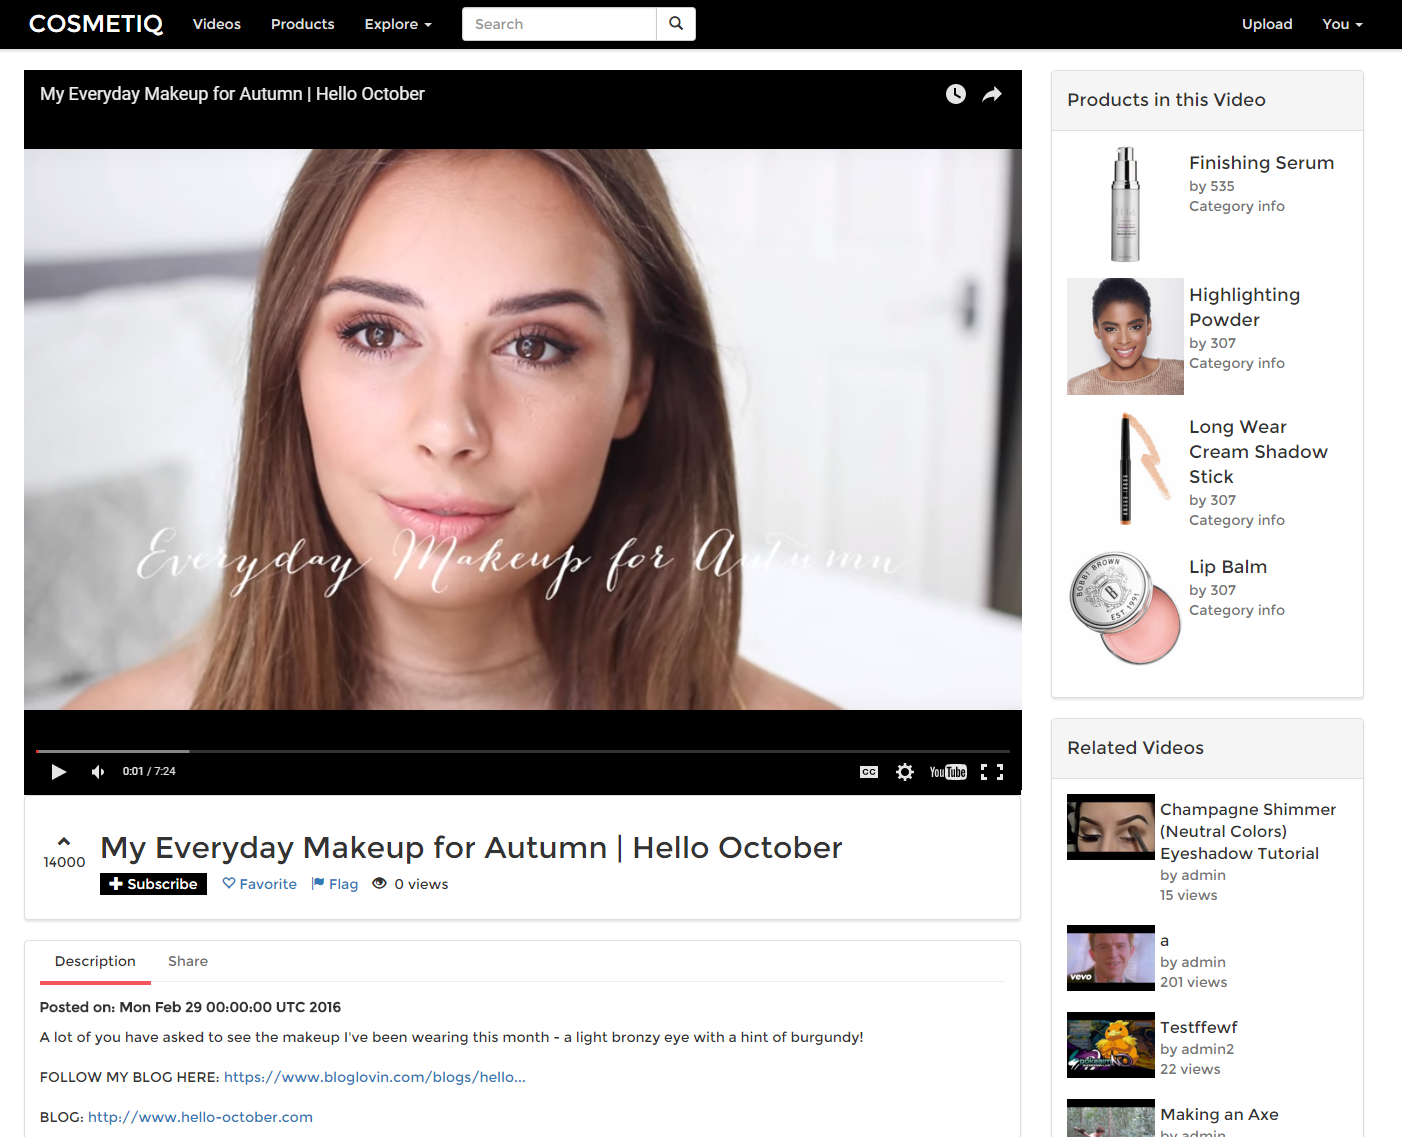 COSMETIQ Videos Products Explore Search Upload You
My Everyday Makeup for Autumn | Hello October
Everyday Makeup for Autumn
0:01 / 7:24 CC YouTube
14000
My Everyday Makeup for Autumn | Hello October
Subscribe Favorite Flag 0 views
Description Share
Posted on: Mon Feb 29 00:00:00 UTC 2016
A lot of you have asked to see the makeup I've been wearing this month - a light bronzy eye with a hint of burgundy!
FOLLOW MY BLOG HERE: https://www.bloglovin.com/blogs/hello...
BLOG: http://www.hello-october.com
Products in this Video
Finishing Serum
by 535
Category info
Highlighting
Powder
by 307
Category info
Long Wear
Cream Shadow
Stick
by 307
Category info
BOBBI BROWN
B
EST. 1991
Lip Balm
by 307
Category info
Related Videos
Champagne Shimmer
(Neutral Colors)
Eyeshadow Tutorial
by admin
15 views
vevo
a
by admin
201 views
Testffewf
by admin2
22 views
Making an Axe
by admin